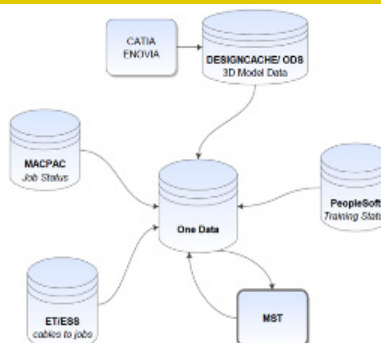 CATIA
ENOVIA
DESIGNCACHE/ ODS
3D Model Data
MACPAC
Job Status
PeopleSoft
Training Status
One Data
ET/ESS
cables to jobs
MST